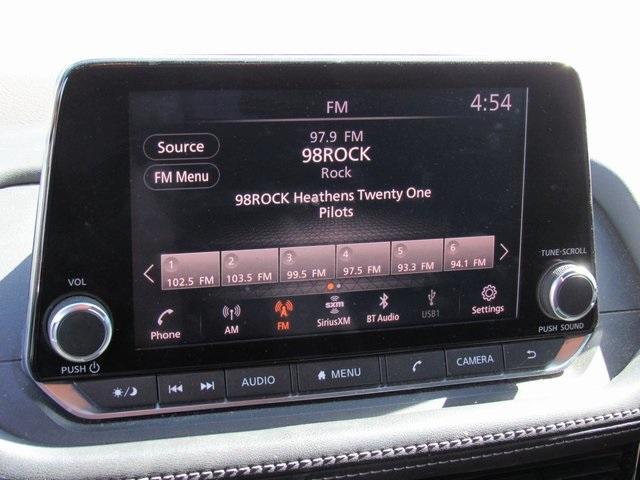 FM 4:54
Source
97.9 FM
98ROCK
Rock
FM Menu
98ROCK Heathens Twenty One
Pilots
1 2 3 4 5 6
102.5 FM 103.5 FM 99.5 FM 97.5 FM 93.3 FM 94.1 FM
Phone AM FM SiriusXM BT Audio USB1 Settings
VOL
PUSH
TUNE·SCROLL
PUSH SOUND
AUDIO MENU CAMERA